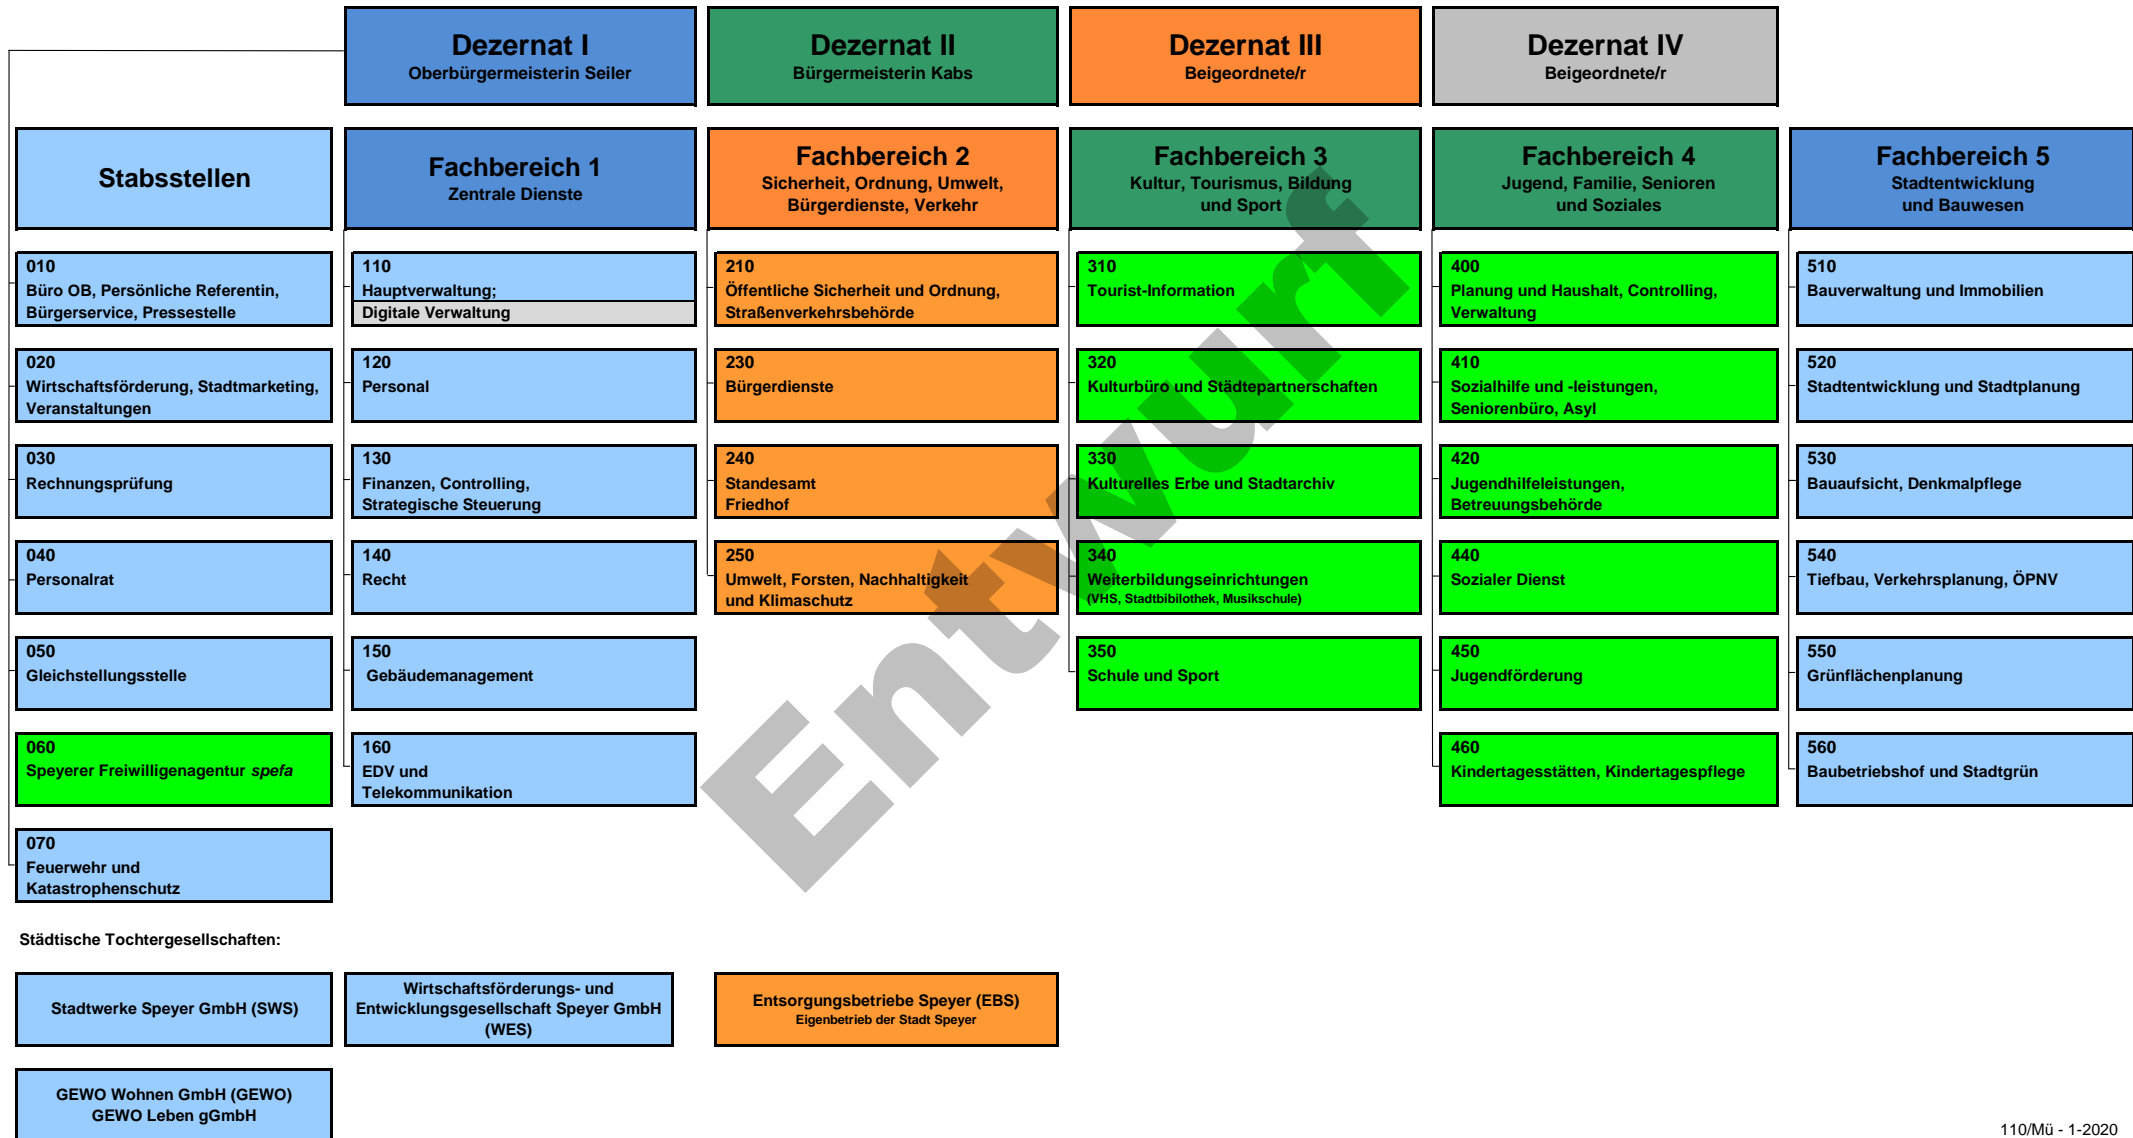 Dezernat I
Oberbürgermeisterin Seiler
Dezernat II
Bürgermeisterin Kabs
Dezernat III
Beigeordnete/r
Dezernat IV
Beigeordnete/r
Stabsstellen
Fachbereich 1
Zentrale Dienste
Fachbereich 2
Sicherheit, Ordnung, Umwelt,
Bürgerdienste, Verkehr
Fachbereich 3
Kultur, Tourismus, Bildung
und Sport
Fachbereich 4
Jugend, Familie, Senioren
und Soziales
Fachbereich 5
Stadtentwicklung
und Bauwesen
010
Büro OB, Persönliche Referentin,
Bürgerservice, Pressestelle
020
Wirtschaftsförderung, Stadtmarketing,
Veranstaltungen
030
Rechnungsprüfung
040
Personalrat
050
Gleichstellungsstelle
060
Speyerer Freiwilligenagentur spefa
070
Feuerwehr und
Katastrophenschutz
110
Hauptverwaltung;
Digitale Verwaltung
120
Personal
130
Finanzen, Controlling,
Strategische Steuerung
140
Recht
150
Gebäudemanagement
160
EDV und
Telekommunikation
210
Öffentliche Sicherheit und Ordnung,
Straßenverkehrsbehörde
230
Bürgerdienste
240
Standesamt
Friedhof
250
Umwelt, Forsten, Nachhaltigkeit
und Klimaschutz
310
Tourist-Information
320
Kulturbüro und Städtepartnerschaften
330
Kulturelles Erbe und Stadtarchiv
340
Weiterbildungseinrichtungen
(VHS, Stadtbibilothek, Musikschule)
350
Schule und Sport
400
Planung und Haushalt, Controlling,
Verwaltung
410
Sozialhilfe und -leistungen,
Seniorenbüro, Asyl
420
Jugendhilfeleistungen,
Betreuungsbehörde
440
Sozialer Dienst
450
Jugendförderung
460
Kindertagesstätten, Kindertagespflege
510
Bauverwaltung und Immobilien
520
Stadtentwicklung und Stadtplanung
530
Bauaufsicht, Denkmalpflege
540
Tiefbau, Verkehrsplanung, ÖPNV
550
Grünflächenplanung
560
Baubetriebshof und Stadtgrün
Entwurf
Städtische Tochtergesellschaften:
Stadtwerke Speyer GmbH (SWS)
Wirtschaftsförderungs- und
Entwicklungsgesellschaft Speyer GmbH
(WES)
Entsorgungsbetriebe Speyer (EBS)
Eigenbetrieb der Stadt Speyer
GEWO Wohnen GmbH (GEWO)
GEWO Leben gGmbH
110/Mü - 1-2020